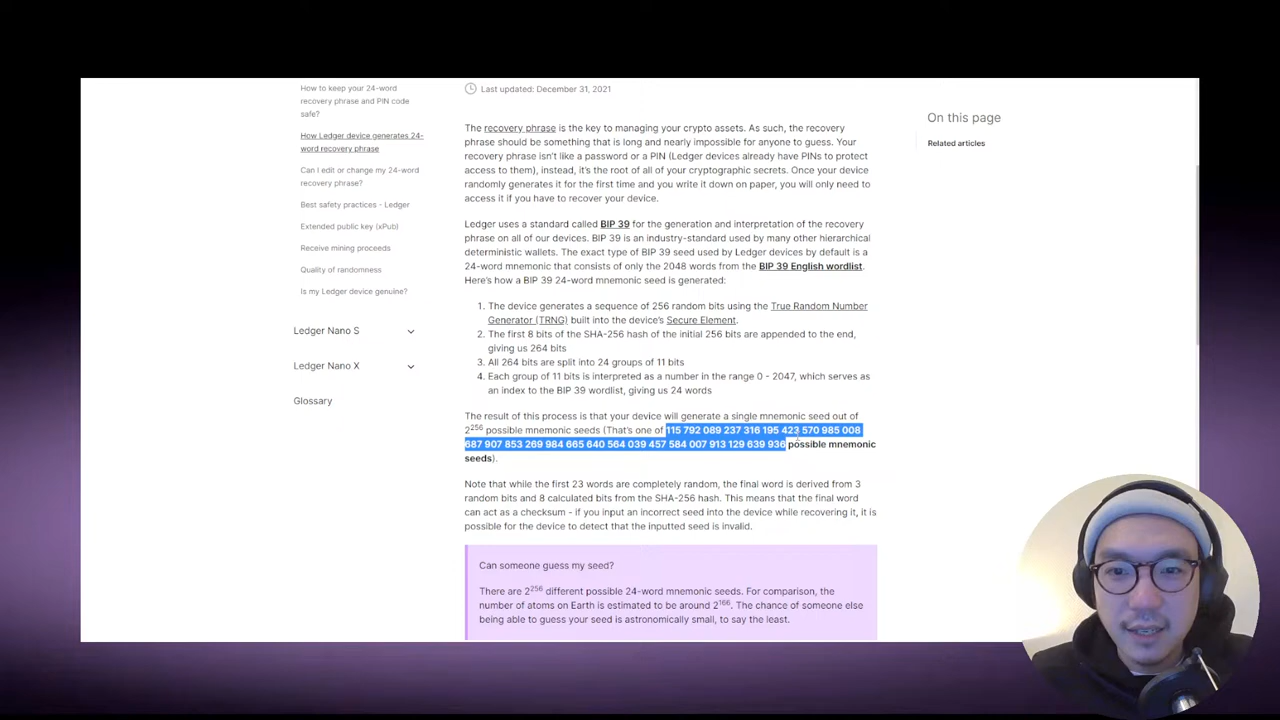 How to keep your 24-word
recovery phrase and PIN code
safe?
How Ledger device generates 24-
word recovery phrase
Can I edit or change my 24-word
recovery phrase?
Best safety practices - Ledger
Extended public key (xPub)
Receive mining proceeds
Quality of randomness
Is my Ledger device genuine?
Ledger Nano S
Ledger Nano X
Glossary
Last updated: December 31, 2021
The recovery phrase is the key to managing your crypto assets. As such, the recovery
phrase should be something that is long and nearly impossible for anyone to guess. Your
recovery phrase isn't like a password or a PIN (Ledger devices already have PINs to protect
access to them), instead, it's the root of all of your cryptographic secrets. Once your device
randomly generates it for the first time and you write it down on paper, you will only need to
access it if you have to recover your device.
Ledger uses a standard called BIP 39 for the generation and interpretation of the recovery
phrase on all of our devices. BIP 39 is an industry-standard used by many other hierarchical
deterministic wallets. The exact type of BIP 39 seed used by Ledger devices by default is a
24-word mnemonic that consists of only the 2048 words from the BIP 39 English wordlist.
Here's how a BIP 39 24-word mnemonic seed is generated:
1. The device generates a sequence of 256 random bits using the True Random Number
Generator (TRNG) built into the device's Secure Element.
2. The first 8 bits of the SHA-256 hash of the initial 256 bits are appended to the end,
giving us 264 bits
3. All 264 bits are split into 24 groups of 11 bits
4. Each group of 11 bits is interpreted as a number in the range 0 - 2047, which serves as
an index to the BIP 39 wordlist, giving us 24 words
The result of this process is that your device will generate a single mnemonic seed out of
2²⁵⁶ possible mnemonic seeds (That's one of 115 792 089 237 316 195 423 570 985 008
687 907 853 269 984 665 640 564 039 457 584 007 913 129 639 936 possible mnemonic
seeds).
Note that while the first 23 words are completely random, the final word is derived from 3
random bits and 8 calculated bits from the SHA-256 hash. This means that the final word
can act as a checksum - if you input an incorrect seed into the device while recovering it, it is
possible for the device to detect that the inputted seed is invalid.
Can someone guess my seed?
There are 2²⁵⁶ different possible 24-word mnemonic seeds. For comparison, the
number of atoms on Earth is estimated to be around 2¹⁶⁶. The chance of someone else
being able to guess your seed is astronomically small, to say the least.
On this page
Related articles